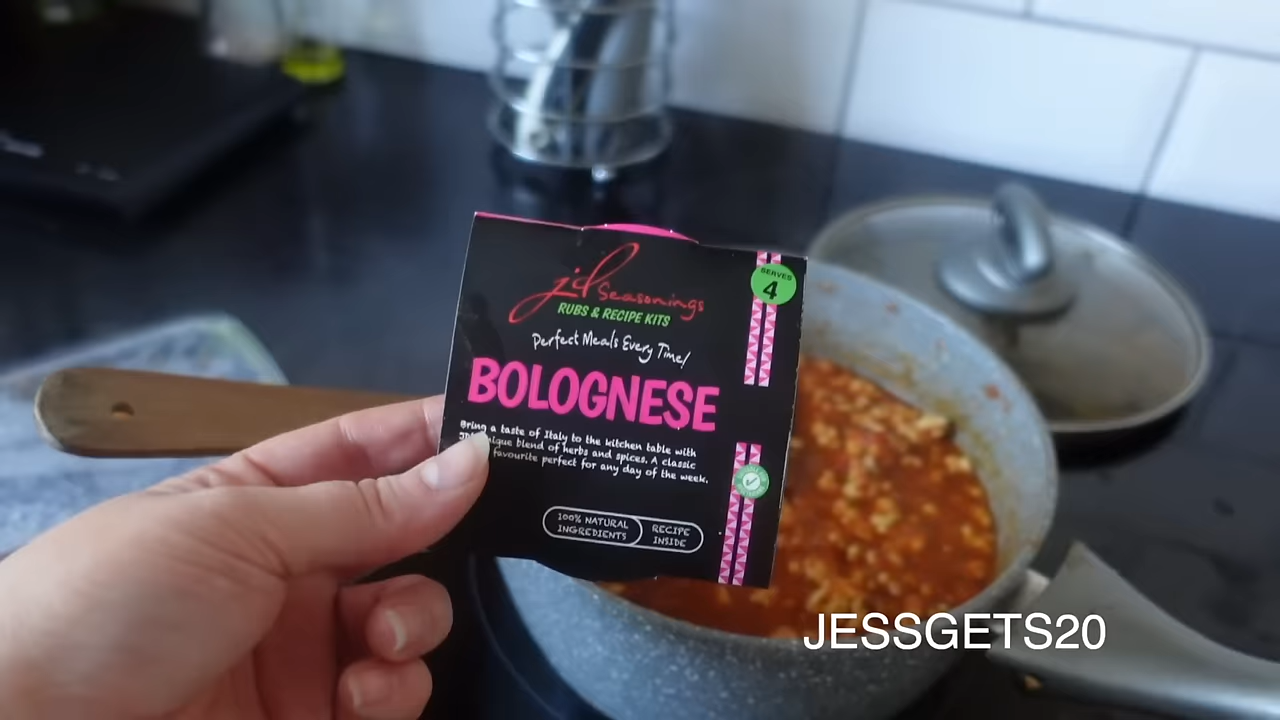 jd Seasonings
RUBS & RECIPE KITS
SERVES
4
Perfect Meals Every Time!
BOLOGNESE
Bring a taste of Italy to the kitchen table with
blend of herbs and spices. A classic
favourite perfect for any day of the week.
100% NATURAL
INGREDIENTS
RECIPE
INSIDE
JESSGETS20